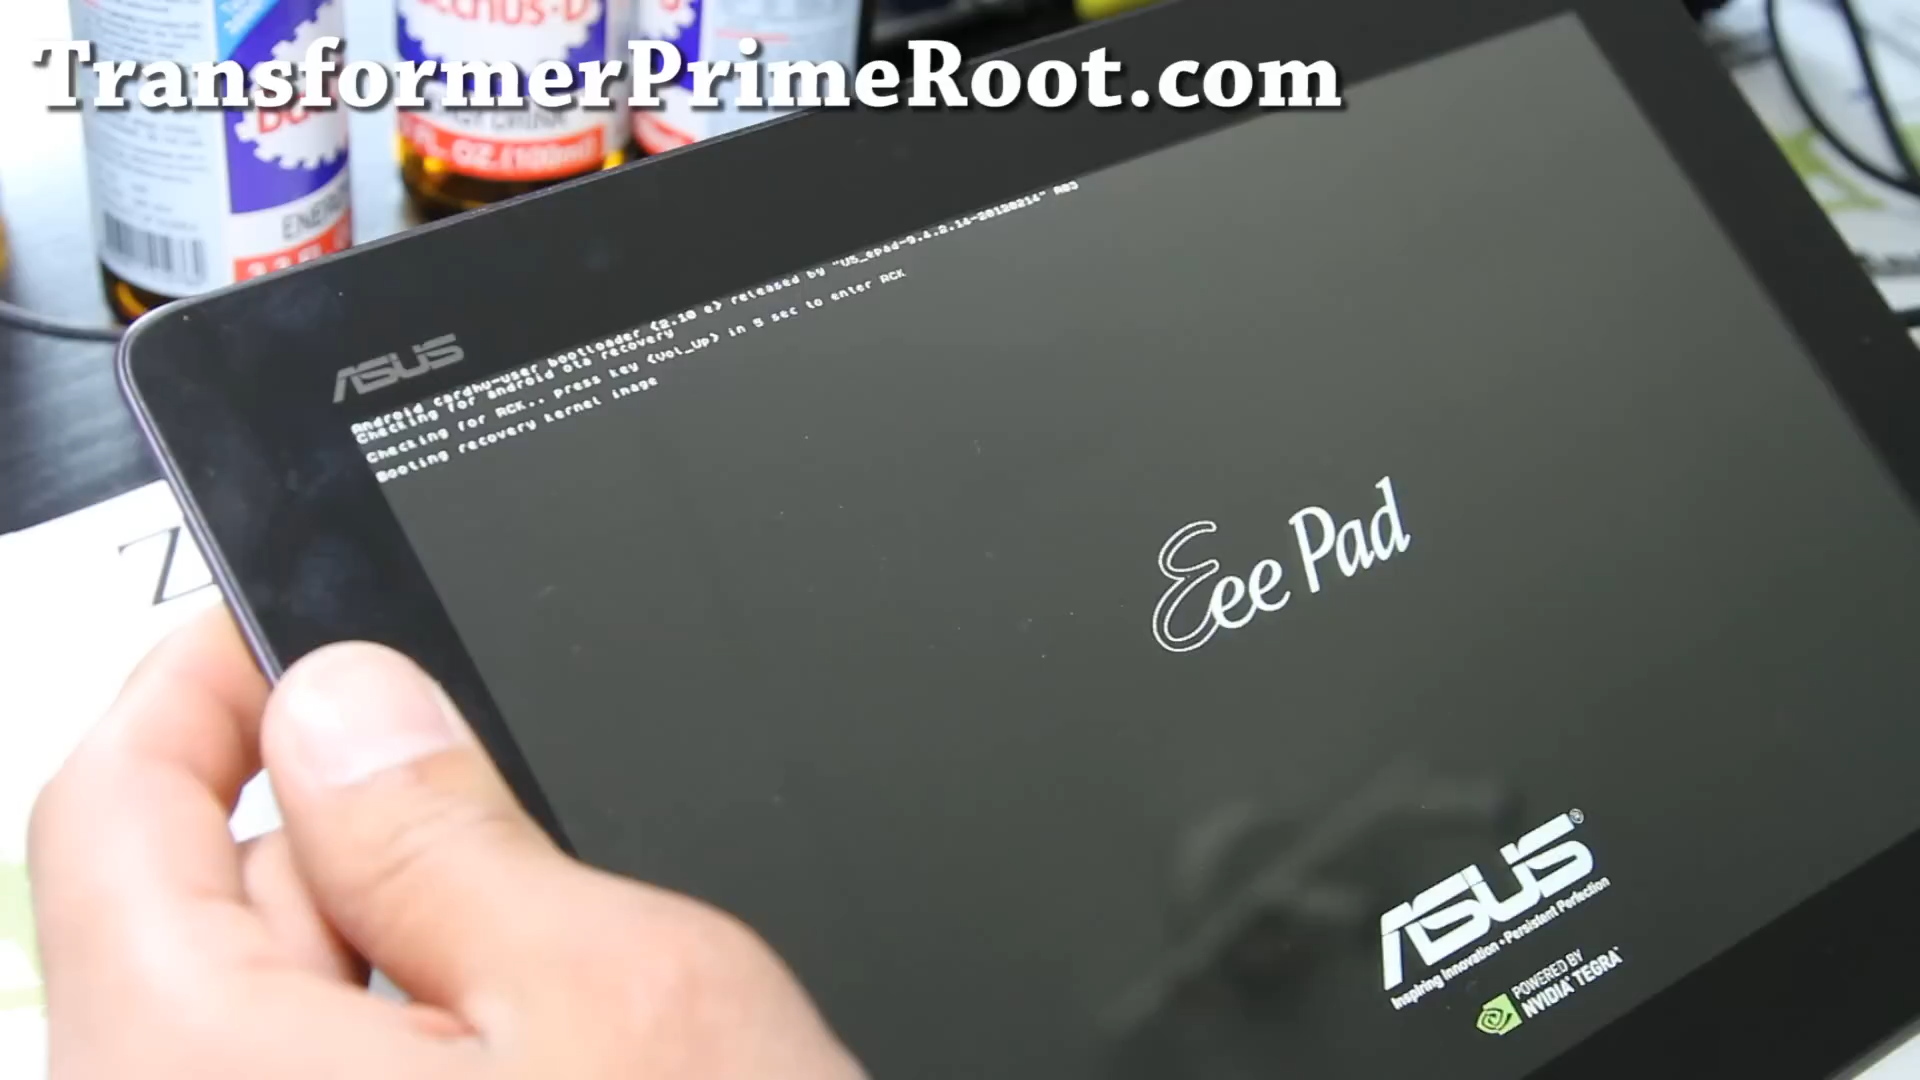 TransformerPrimeRoot.com
ASUS
Android cardhu-user bootloader (2.10 e) released by "US_epad-9.4.2.14-20120214" A03
Checking for android ota recovery
Checking for RCK.. press key (Vol_Up) in 5 sec to enter RCK
Booting recovery kernel image
Eee Pad
ASUS®
Inspiring Innovation • Persistent Perfection
POWERED BY
NVIDIA® TEGRA™
Z